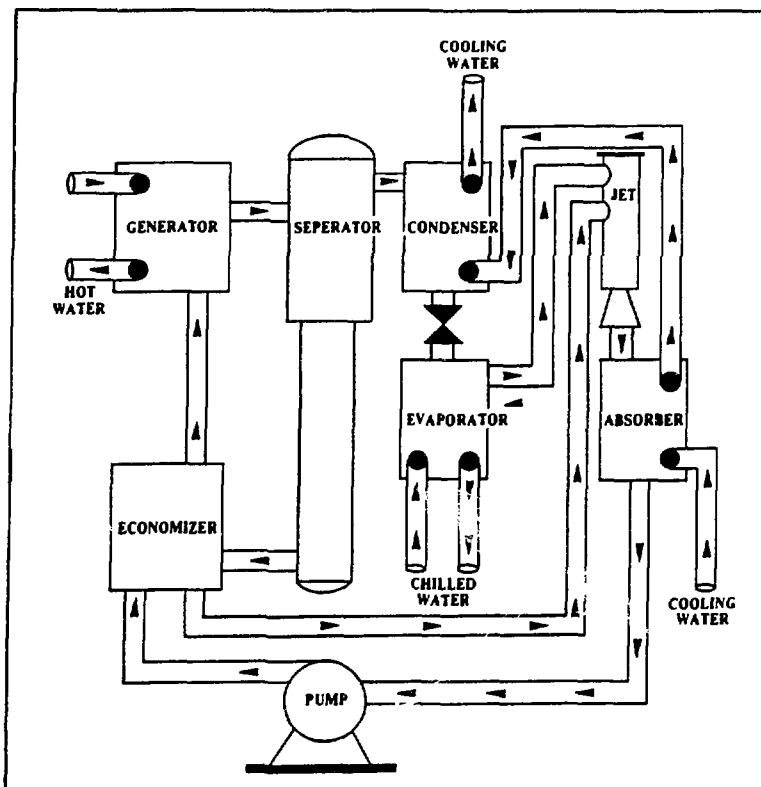 COOLING
WATER
GENERATOR
SEPERATOR
CONDENSER
JET
HOT
WATER
EVAPORATOR
ABSORBER
ECONOMIZER
CHILLED
WATER
COOLING
WATER
PUMP